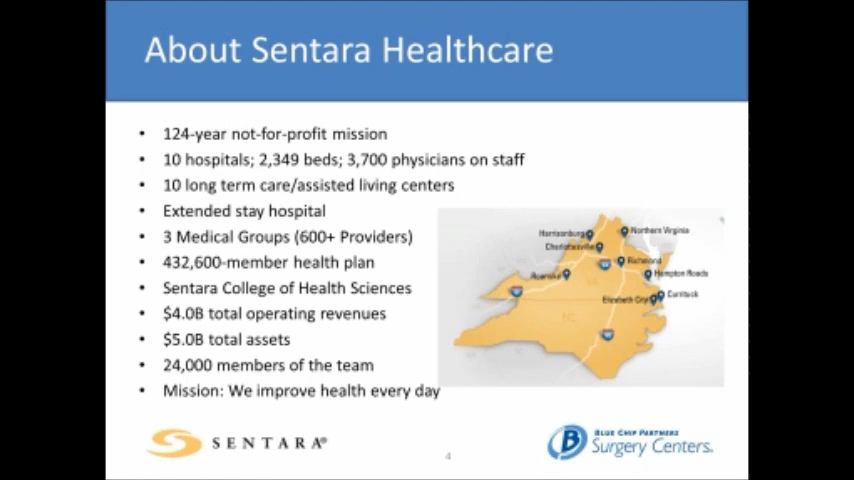 About Sentara Healthcare
• 124-year not-for-profit mission
• 10 hospitals; 2,349 beds; 3,700 physicians on staff
• 10 long term care/assisted living centers
• Extended stay hospital
• 3 Medical Groups (600+ Providers)
• 432,600-member health plan
• Sentara College of Health Sciences
• $4.0B total operating revenues
• $5.0B total assets
• 24,000 members of the team
• Mission: We improve health every day
Harrisonburg
Northern Virginia
Charlottesville
Richmond
Roanoke
Hampton Roads
Elizabeth City
Currituck
NC
SENTARA®
BLUE CHIP PARTNERS
Surgery Centers.
4